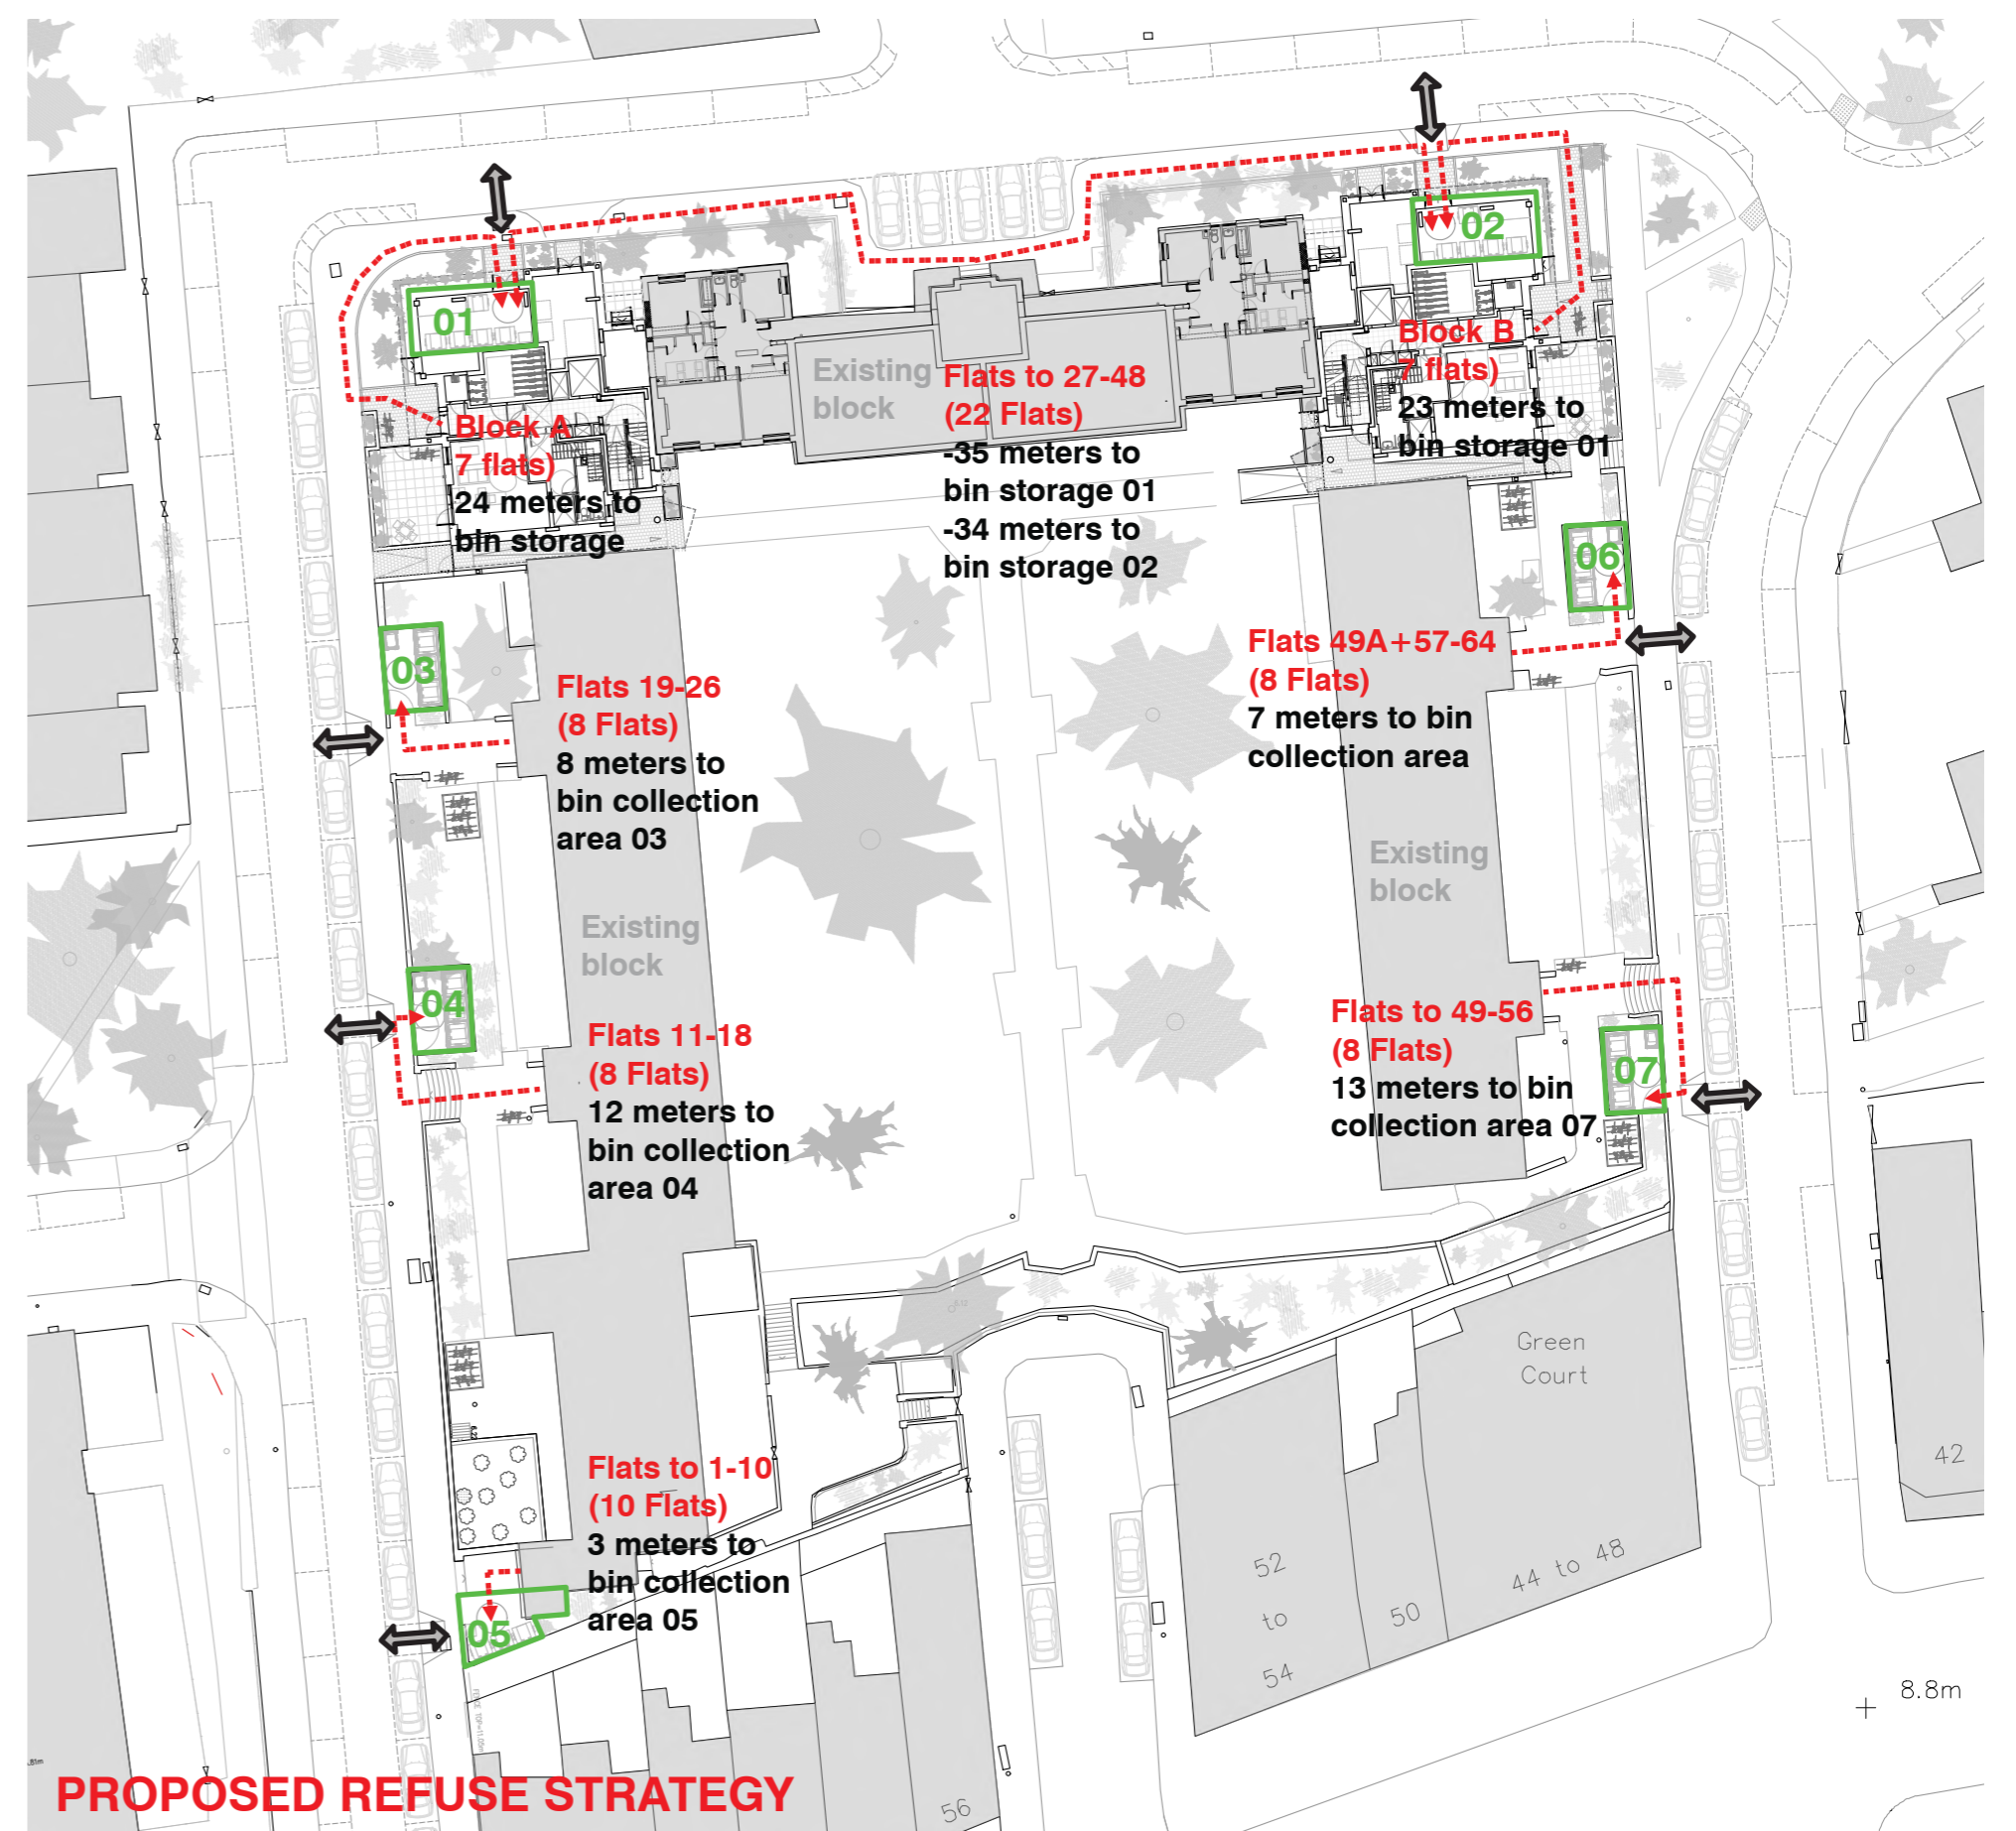 02
01
Block B
7 flats)
23 meters to
bin storage 01
Existing
block
Flats to 27-48
(22 Flats)
-35 meters to
bin storage 01
-34 meters to
bin storage 02
Block A
7 flats)
24 meters to
bin storage
06
03
Flats 49A+57-64
(8 Flats)
7 meters to bin
collection area
Flats 19-26
(8 Flats)
8 meters to
bin collection
area 03
Existing
block
Existing
block
04
Flats 11-18
(8 Flats)
12 meters to
bin collection
area 04
Flats to 49-56
(8 Flats)
13 meters to bin
collection area 07
07
Green
Court
42
Flats to 1-10
(10 Flats)
3 meters to
bin collection
area 05
05
52
to
54
50
44 to 48
8.8m
56
PROPOSED REFUSE STRATEGY